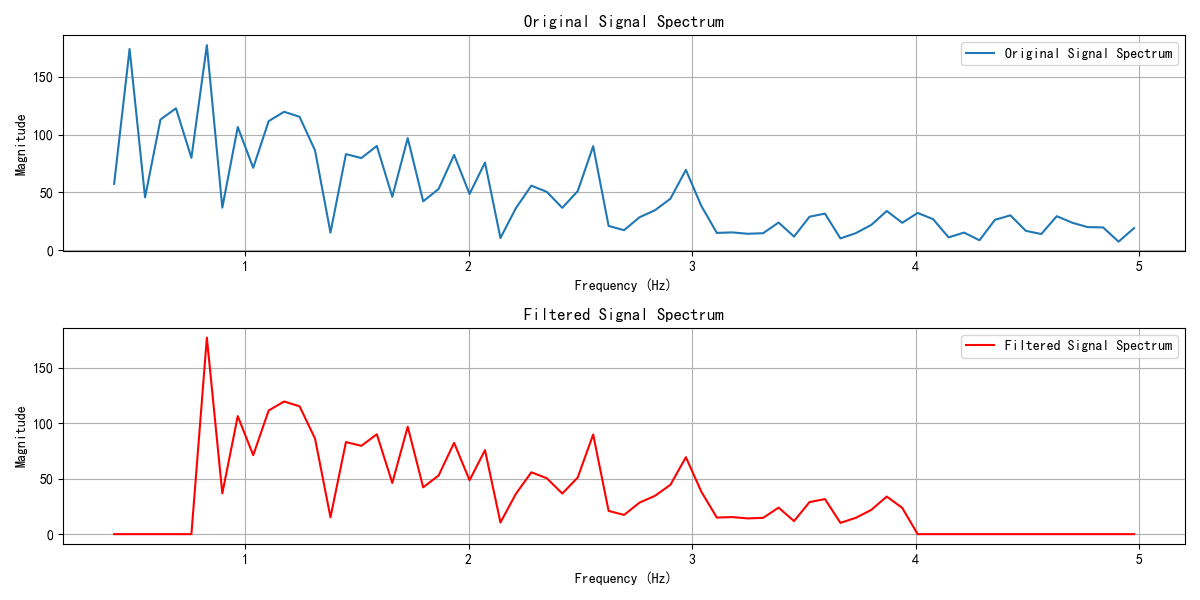 Original Signal Spectrum
Original Signal Spectrum
Magnitude
150
100
50
0
1 2 3 4 5
Frequency (Hz)
Filtered Signal Spectrum
Filtered Signal Spectrum
Magnitude
150
100
50
0
1 2 3 4 5
Frequency (Hz)